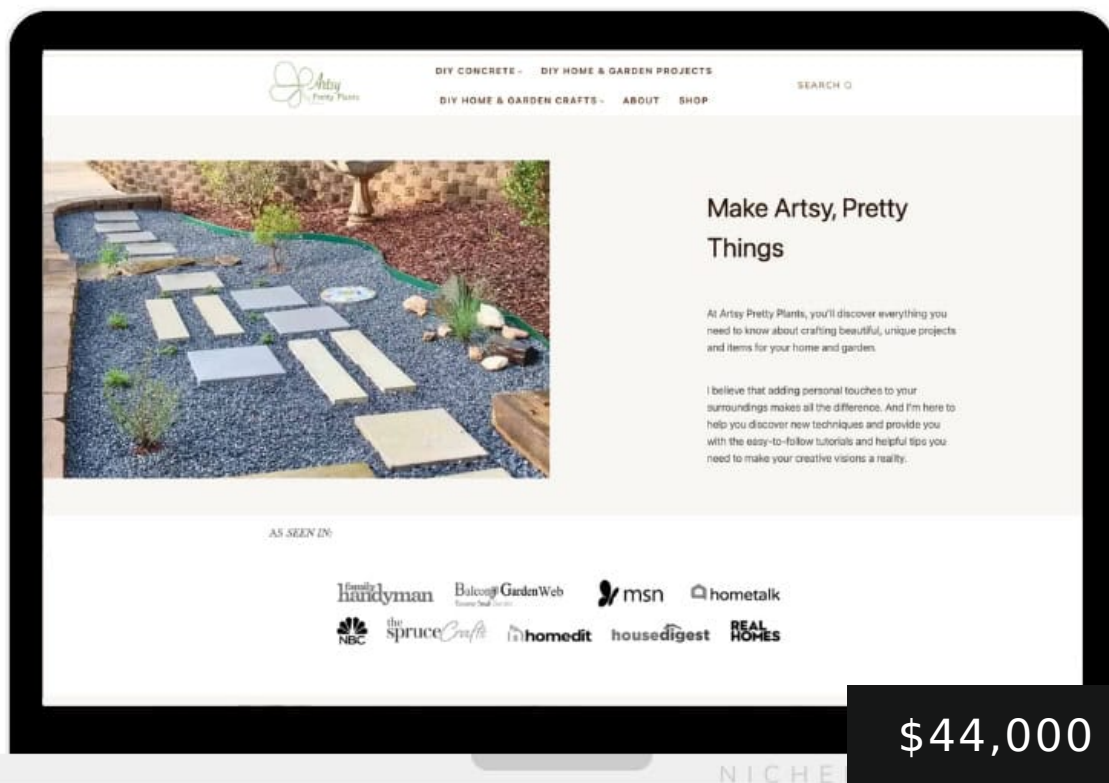 Artsy
Pretty Plants
DIY CONCRETE
DIY HOME & GARDEN PROJECTS
DIY HOME & GARDEN CRAFTS
ABOUT
SHOP
SEARCH
Make Artsy, Pretty
Things
At Artsy Pretty Plants, you'll discover everything you
need to know about crafting beautiful, unique projects
and items for your home and garden.
I believe that adding personal touches to your
surroundings makes all the difference. And I'm here to
help you discover new techniques and provide you
with the easy-to-follow tutorials and helpful tips you
need to make your creative visions a reality.
AS SEEN IN:
family
handyman
Balcony Garden Web
msn
hometalk
NBC
the
spruce Crafts
homedit
housedigest
REAL
HOMES
$44,000
NICHE